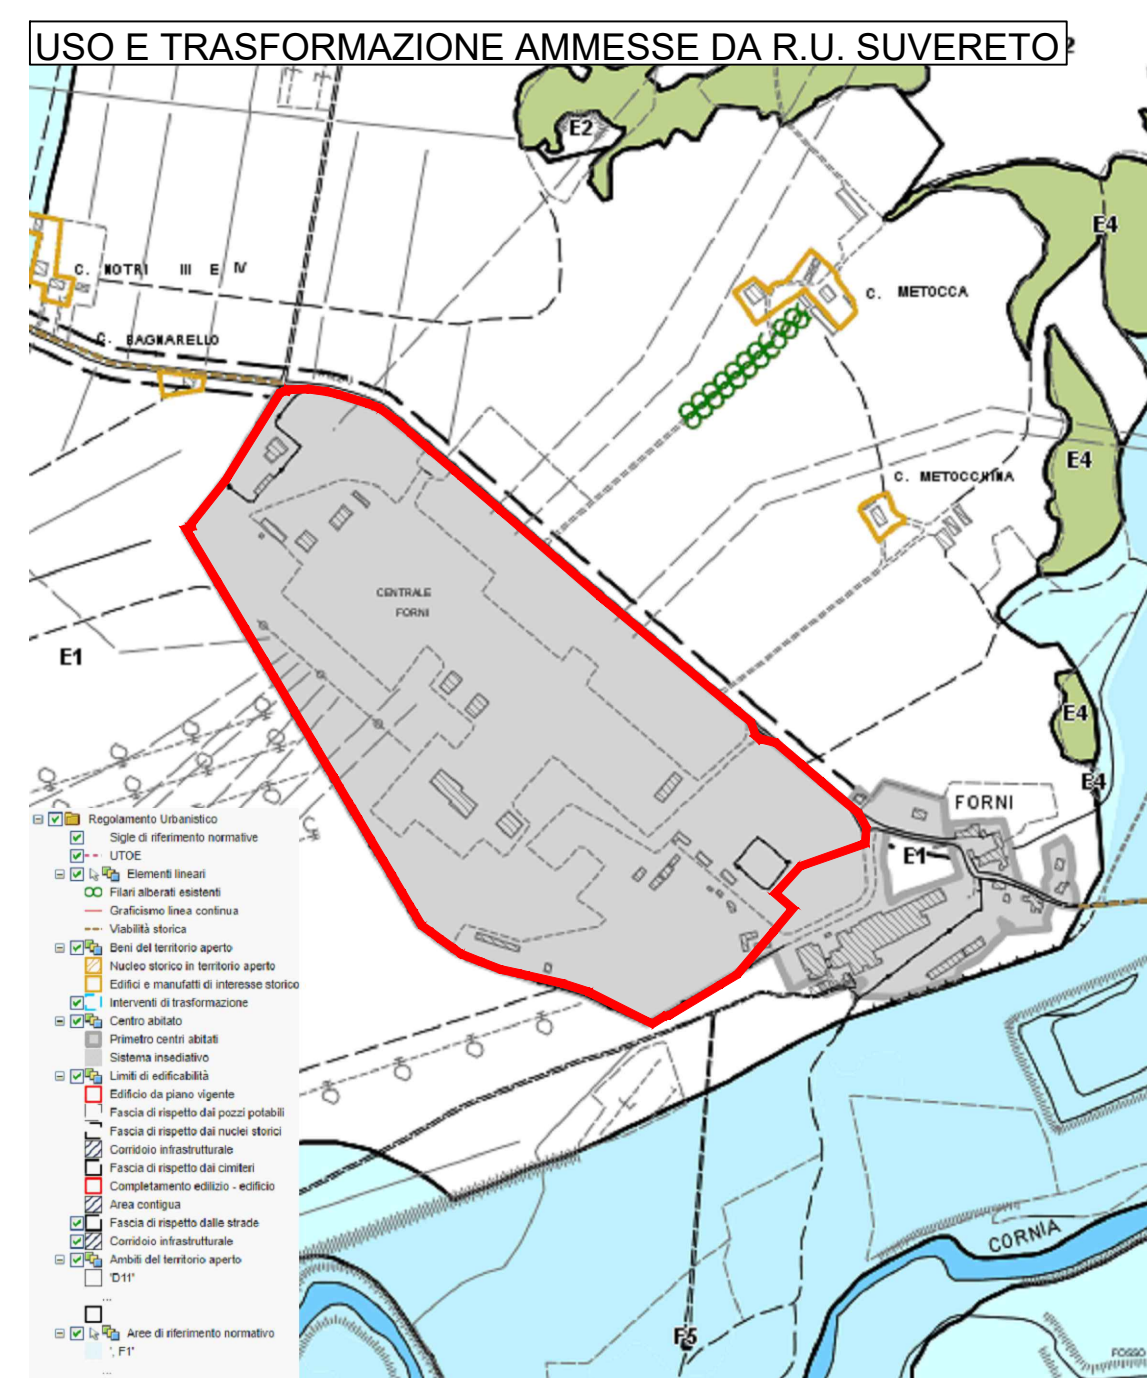 USO E TRASFORMAZIONE AMMESSE DA R.U. SUVERETO
2
E2
E4
C. NOTRI III E IV
C. METOCCA
C. BAGNARELLO
E4
C. METOCCHINA
CENTRALE
FORNI
E1
E4
E4
FORNI
E1
CORNIA
F5
FOSSO
Regolamento Urbanistico
Sigle di riferimento normative
UTOE
Elementi lineari
Filari alberati esistenti
Graficismo linea continua
Viabilità storica
Beni del territorio aperto
Nucleo storico in territorio aperto
Edifici e manufatti di interesse storico
Interventi di trasformazione
Centro abitato
Primetro centri abitati
Sistema insediativo
Limiti di edificabilità
Edificio da piano vigente
Fascia di rispetto dai pozzi potabili
Fascia di rispetto dai nuclei storici
Corridoio infrastrutturale
Fascia di rispetto dai cimiteri
Completamento edilizio - edificio
Area contigua
Fascia di rispetto dalle strade
Corridoio infrastrutturale
Ambiti del territorio aperto
'D11'
...
Aree di riferimento normativo
', F1'
...